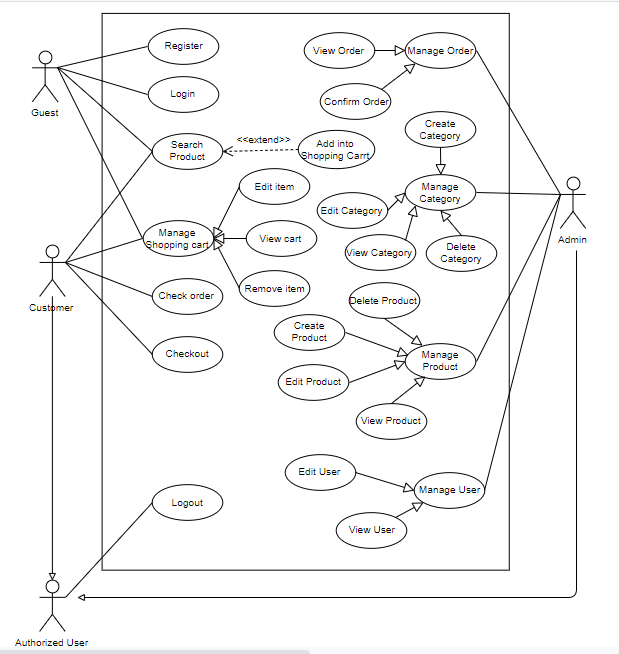 Register
View Order
Manage Order
Guest
Login
Confirm Order
Create
Category
Search
Product
<<extend>>
Add into
Shopping Carrt
Edit item
Manage
Category
Admin
Edit Category
Manage
Shopping cart
View cart
View Category
Delete
Category
Customer
Check order
Remove item
Delete Product
Create
Product
Checkout
Manage
Product
Edit Product
View Product
Edit User
Manage User
Logout
View User
Authorized User